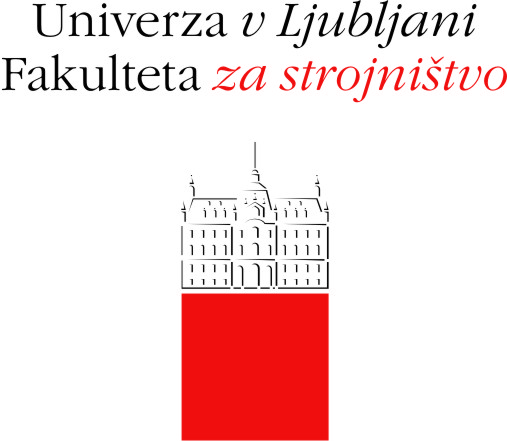 Univerza v Ljubljani
Fakulteta za strojništvo